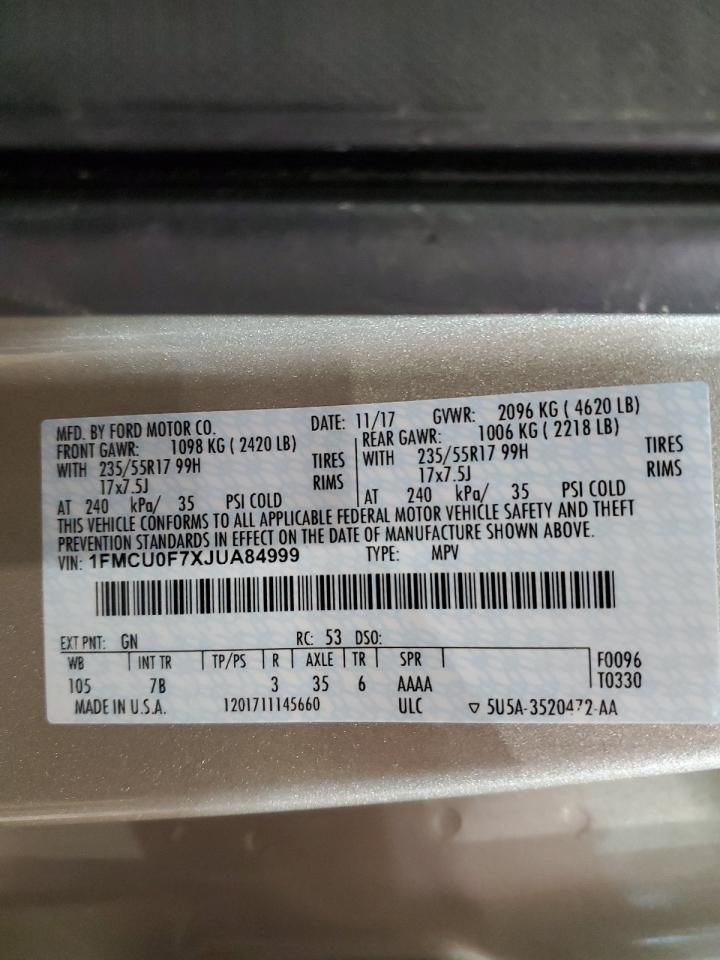 MFD. BY FORD MOTOR CO. DATE: 11/17 GVWR: 2096 KG ( 4620 LB)
FRONT GAWR: 1098 KG ( 2420 LB) REAR GAWR: 1006 KG ( 2218 LB)
WITH 235/55R17 99H TIRES WITH 235/55R17 99H TIRES
17x7.5J RIMS 17x7.5J RIMS
AT 240 kPa/ 35 PSI COLD AT 240 kPa/ 35 PSI COLD
THIS VEHICLE CONFORMS TO ALL APPLICABLE FEDERAL MOTOR VEHICLE SAFETY AND THEFT
PREVENTION STANDARDS IN EFFECT ON THE DATE OF MANUFACTURE SHOWN ABOVE.
VIN: 1FMCU0F7XJUA84999 TYPE: MPV
EXT PNT: GN RC: 53 DSO:
WB INT TR TP/PS R AXLE TR SPR F0096
105 7B 3 35 6 AAAA T0330
MADE IN U.S.A. 1201711145660 ULC ▽ 5U5A-3520472-AA